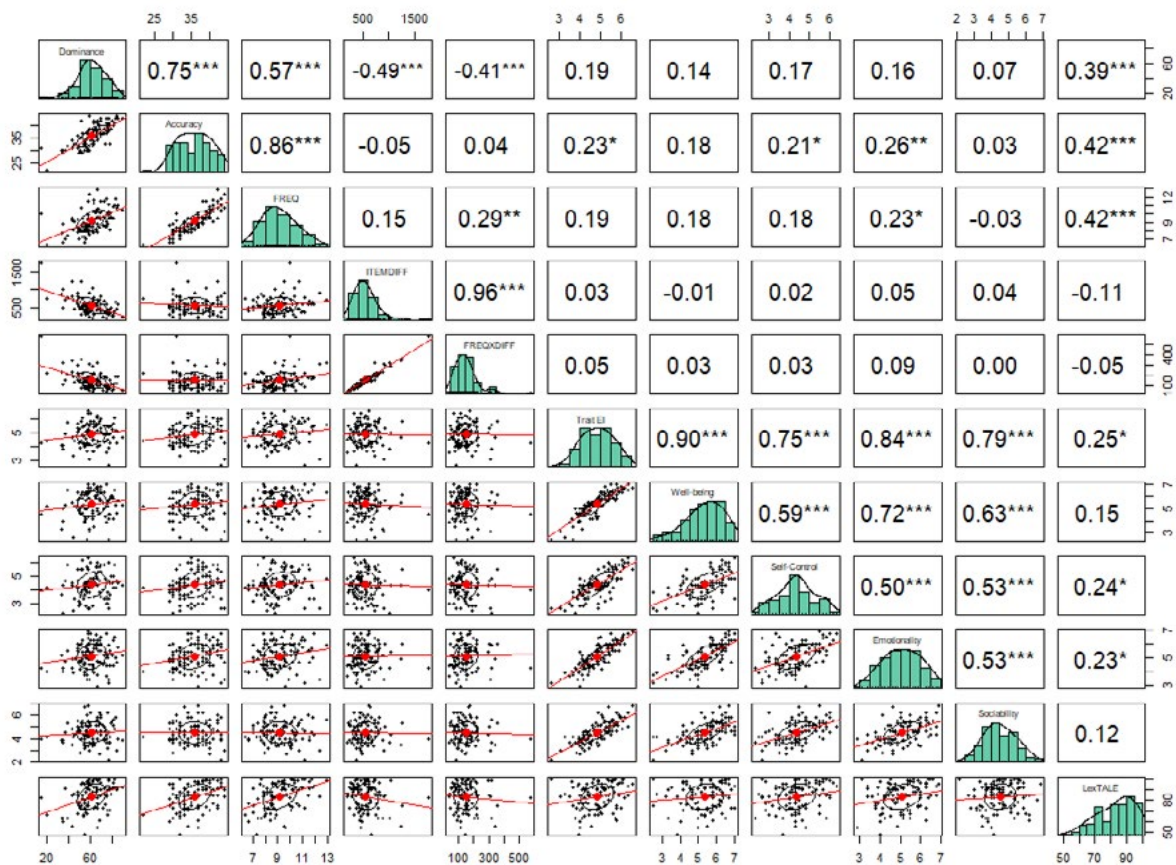 25 35 500 1500 3 4 5 6 3 4 5 6 2 3 4 5 6 7
Dominance 0.75*** 0.57*** -0.49*** -0.41*** 0.19 0.14 0.17 0.16 0.07 0.39*** 20 60
25 35 Accuracy 0.86*** -0.05 0.04 0.23* 0.18 0.21* 0.26** 0.03 0.42***
FREQ 0.15 0.29** 0.19 0.18 0.18 0.23* -0.03 0.42*** 7 9 12
500 1500 ITEMDIFF 0.96*** 0.03 -0.01 0.02 0.05 0.04 -0.11
FREQXDIFF 0.05 0.03 0.03 0.09 0.00 -0.05 100 400
3 5 Trait EI 0.90*** 0.75*** 0.84*** 0.79*** 0.25*
Well-being 0.59*** 0.72*** 0.63*** 0.15 3 5 7
3 5 Self-Control 0.50*** 0.53*** 0.24*
Emotionality 0.53*** 0.23* 3 5 7
2 4 6 Sociability 0.12
LexTALE 50 80
20 60 7 9 11 13 100 300 500 3 4 5 6 7 3 4 5 6 7 50 70 90